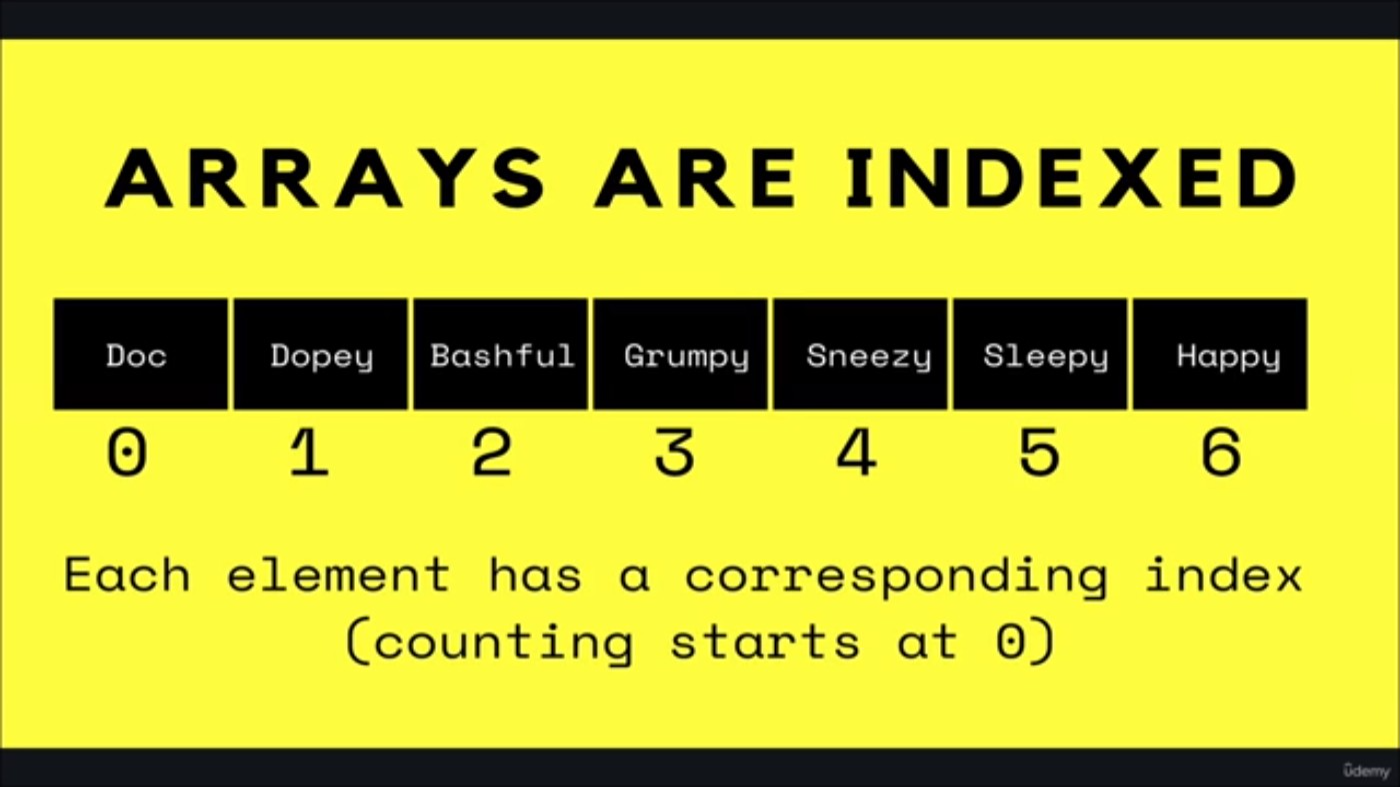 ARRAYS ARE INDEXED
Doc Dopey Bashful Grumpy Sneezy Sleepy Happy
0 1 2 3 4 5 6
Each element has a corresponding index
(counting starts at 0)
ûdemy